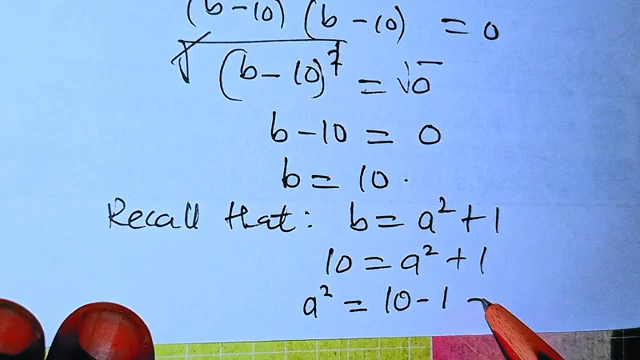 (b-10) (b-10) = 0
√(b-10)² = √0
b-10 = 0
b = 10.
Recall that: b = a² + 1
10 = a² + 1
a² = 10 - 1